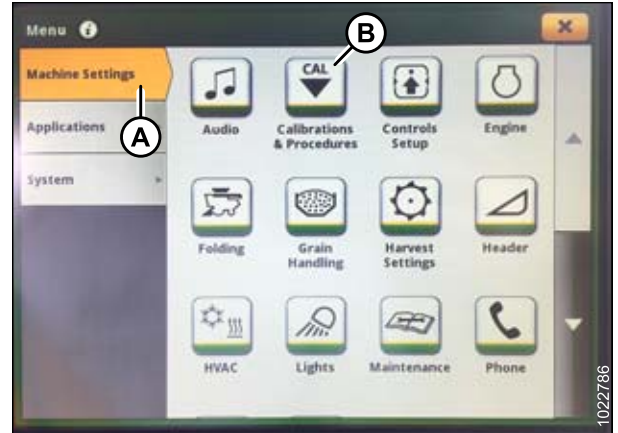 Menu i
B
Machine Settings
A
Applications
System
CAL
Audio
Calibrations
& Procedures
Controls
Setup
Engine
Folding
Grain
Handling
Harvest
Settings
Header
HVAC
Lights
Maintenance
Phone
1022786